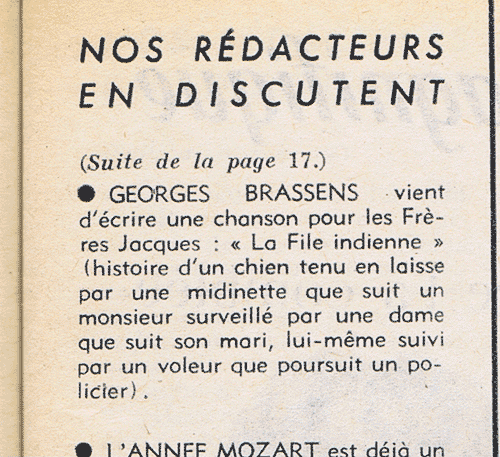 NOS RÉDACTEURS
EN DISCUTENT
(Suite de la page 17.)
● GEORGES BRASSENS vient
d'écrire une chanson pour les Frè-
res Jacques : « La File indienne »
(histoire d'un chien tenu en laisse
par une midinette que suit un
monsieur surveillé par une dame
que suit son mari, lui-même suivi
par un voleur que poursuit un po-
licier).
● L'ANNEE MOZART est déjà un